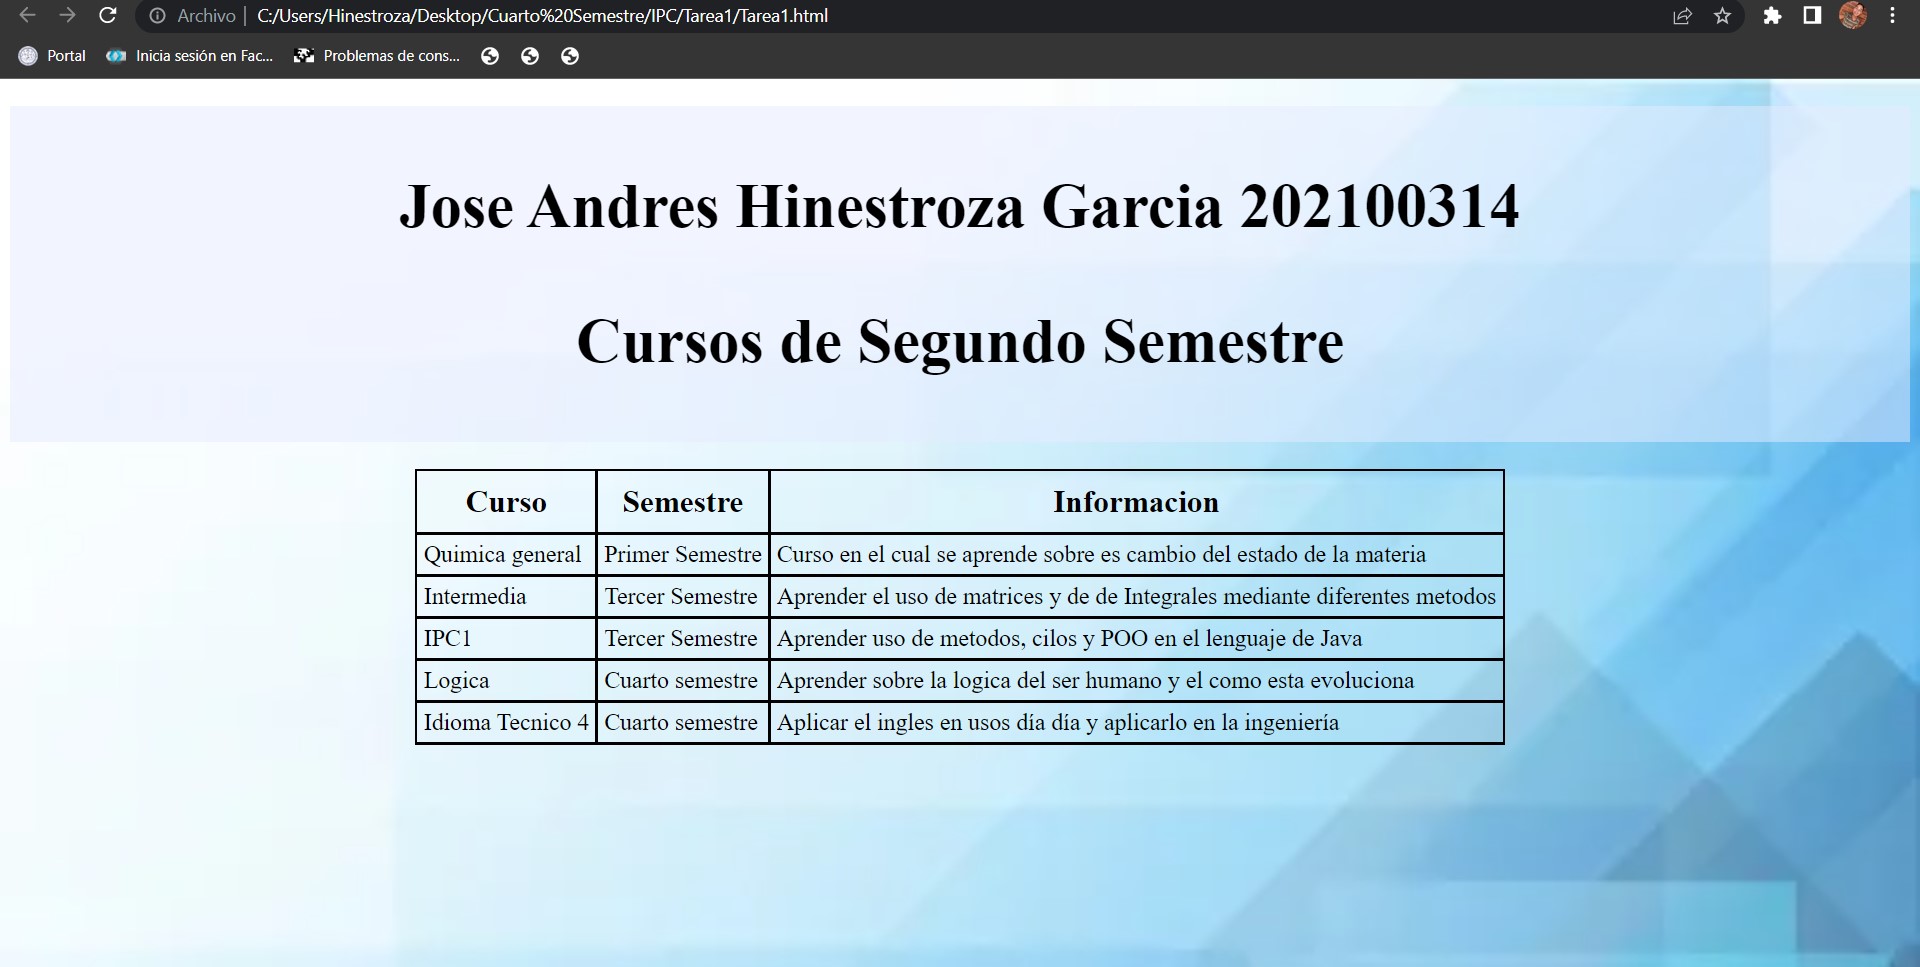 Archivo | C:/Users/Hinestroza/Desktop/Cuarto%20Semestre/IPC/Tarea1/Tarea1.html
Portal Inicia sesión en Fac... Problemas de cons...
Jose Andres Hinestroza Garcia 202100314
Cursos de Segundo Semestre
Curso Semestre Informacion
Quimica general Primer Semestre Curso en el cual se aprende sobre es cambio del estado de la materia
Intermedia Tercer Semestre Aprender el uso de matrices y de de Integrales mediante diferentes metodos
IPC1 Tercer Semestre Aprender uso de metodos, cilos y POO en el lenguaje de Java
Logica Cuarto semestre Aprender sobre la logica del ser humano y el como esta evoluciona
Idioma Tecnico 4 Cuarto semestre Aplicar el ingles en usos día día y aplicarlo en la ingeniería